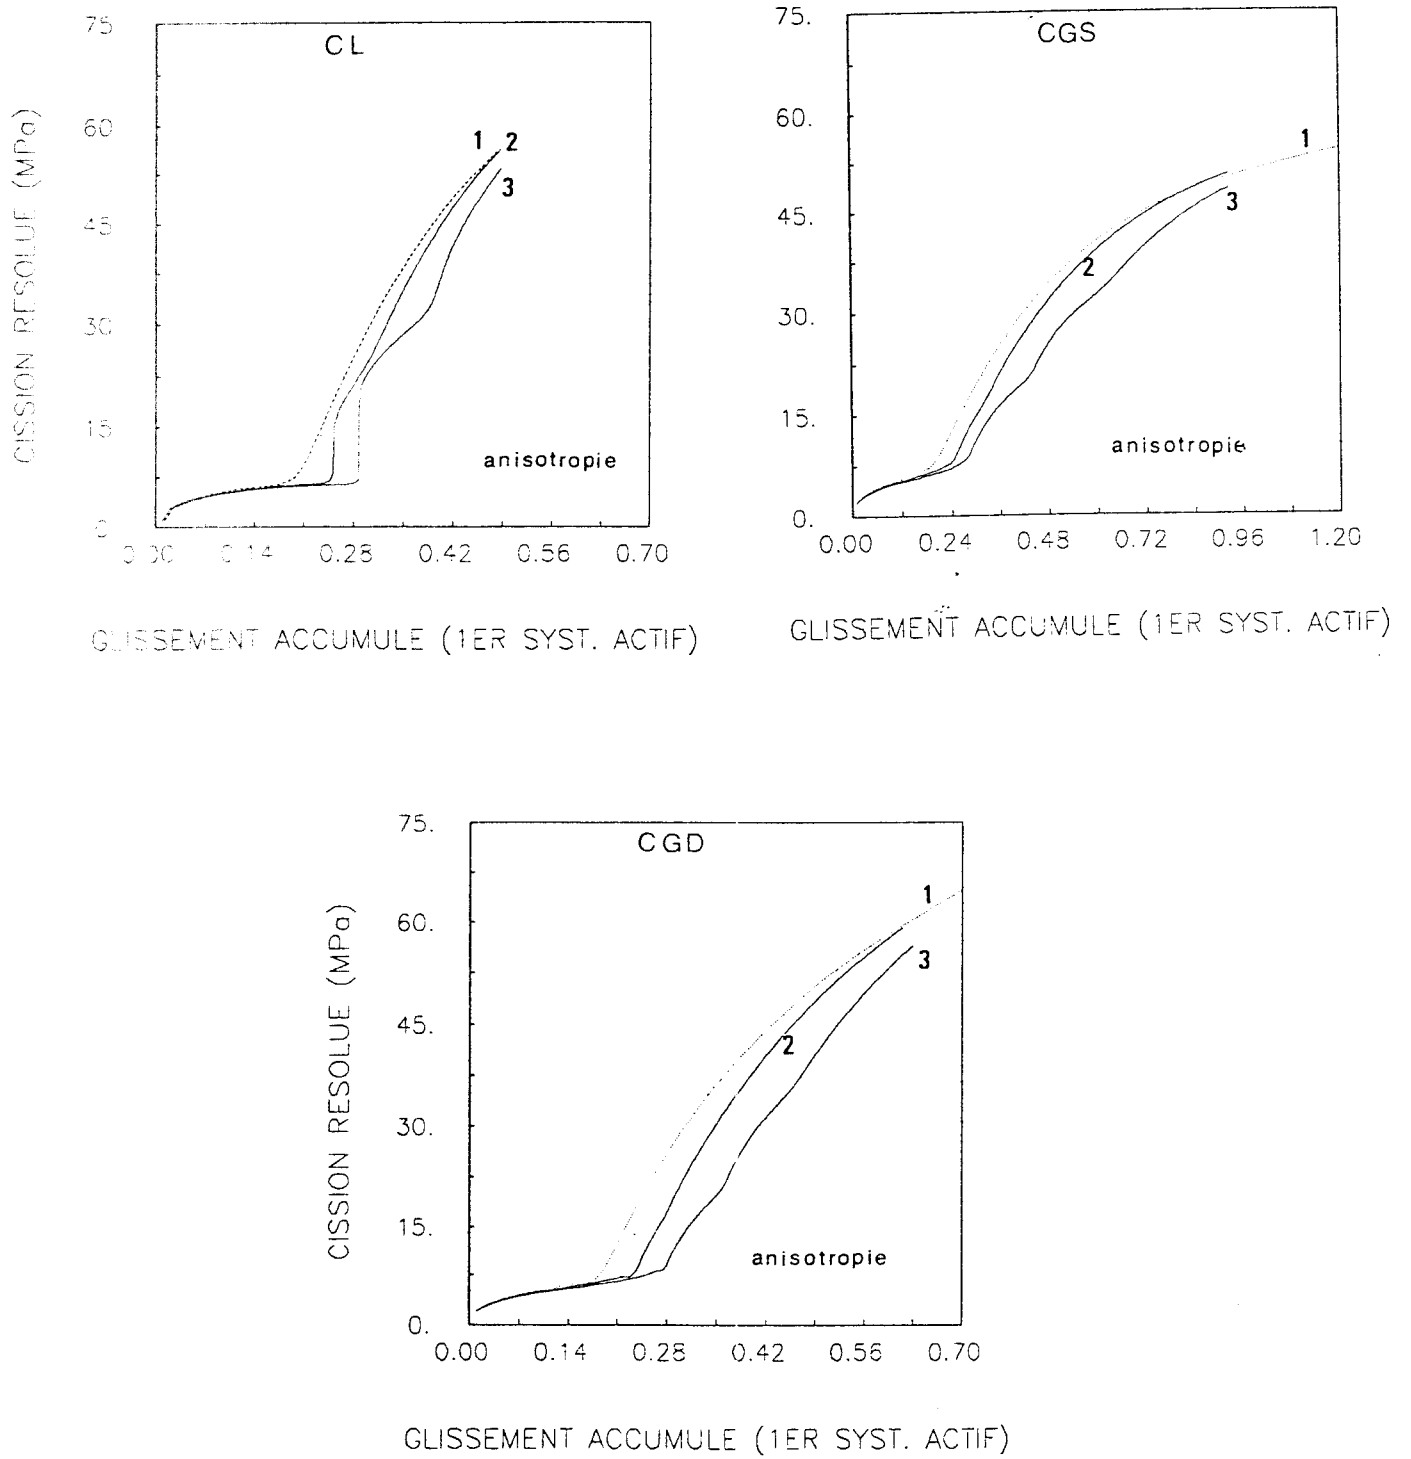 75
CL
60
1 2
3
45
30
15
anisotropie
0
0.00 0.14 0.28 0.42 0.56 0.70
CISSION RESOLUE (MPa)
GLISSEMENT ACCUMULE (1ER SYST. ACTIF)
75.
CGS
60.
1
45.
3
2
30.
15.
anisotropie
0.
0.00 0.24 0.48 0.72 0.96 1.20
GLISSEMENT ACCUMULE (1ER SYST. ACTIF)
75.
CGD
1
60.
3
45.
2
30.
15.
anisotropie
0.
0.00 0.14 0.28 0.42 0.56 0.70
CISSION RESOLUE (MPa)
GLISSEMENT ACCUMULE (1ER SYST. ACTIF)